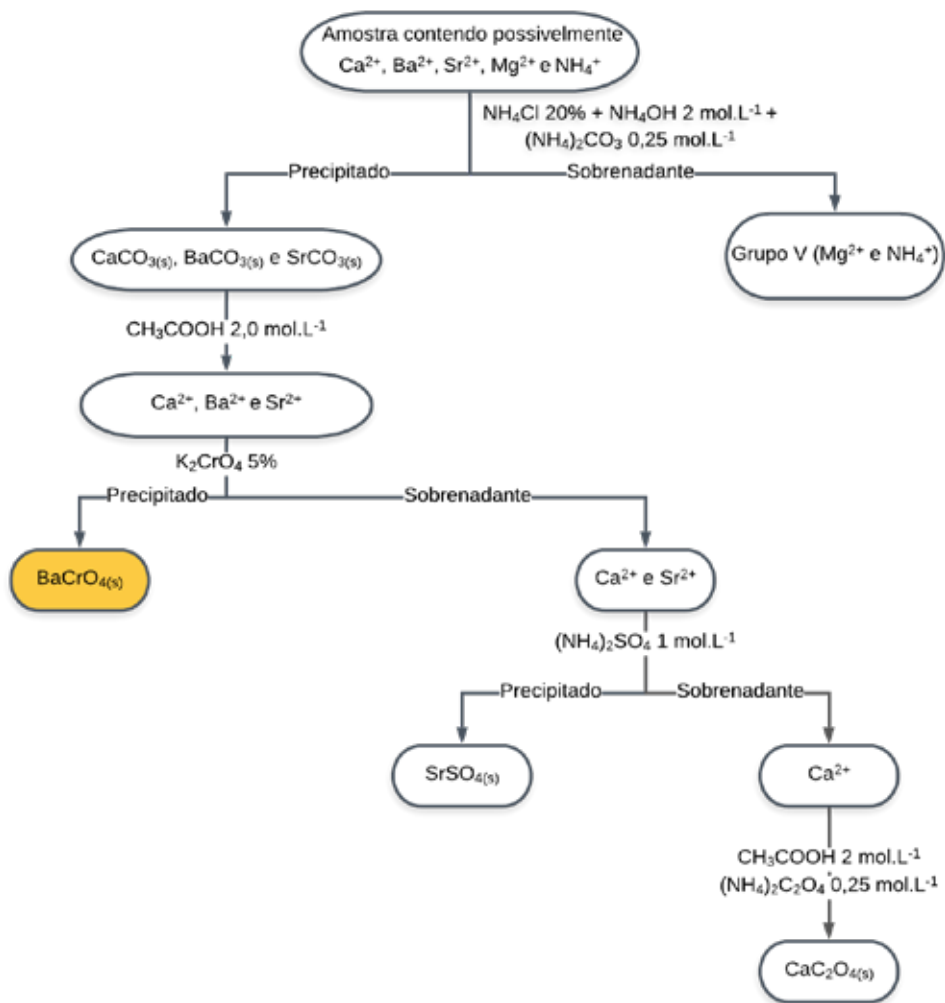 Amostra contendo possivelmente
Ca²⁺, Ba²⁺, Sr²⁺, Mg²⁺ e NH₄⁺
NH₄Cl 20% + NH₄OH 2 mol.L⁻¹ +
(NH₄)₂CO₃ 0,25 mol.L⁻¹
Precipitado
Sobrenadante
CaCO₃₍ₛ₎, BaCO₃₍ₛ₎ e SrCO₃₍ₛ₎
Grupo V (Mg²⁺ e NH₄⁺)
CH₃COOH 2,0 mol.L⁻¹
Ca²⁺, Ba²⁺ e Sr²⁺
K₂CrO₄ 5%
Precipitado
Sobrenadante
BaCrO₄₍ₛ₎
Ca²⁺ e Sr²⁺
(NH₄)₂SO₄ 1 mol.L⁻¹
Precipitado
Sobrenadante
SrSO₄₍ₛ₎
Ca²⁺
CH₃COOH 2 mol.L⁻¹
(NH₄)₂C₂O₄ 0,25 mol.L⁻¹
CaC₂O₄₍ₛ₎